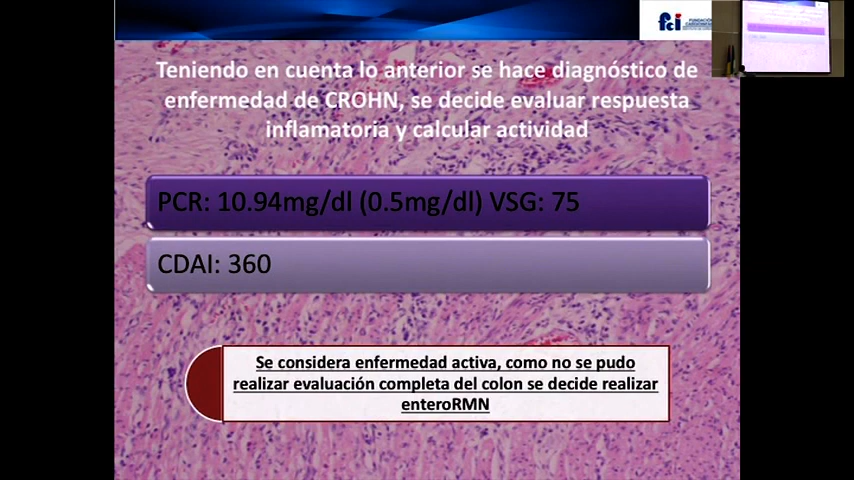 fci
FUNDACIÓN
Teniendo en cuenta lo anterior se hace diagnóstico de
enfermedad de CROHN, se decide evaluar respuesta
inflamatoria y calcular actividad
PCR: 10.94mg/dl (0.5mg/dl) VSG: 75
CDAI: 360
Se considera enfermedad activa, como no se pudo
realizar evaluación completa del colon se decide realizar
enteroRMN